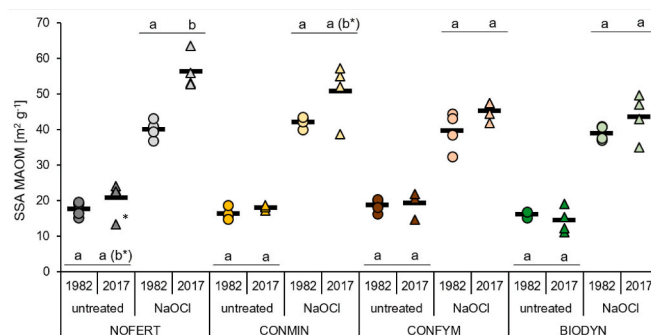 70
60
50
40
30
20
10
0
SSA MAOM [m² g⁻¹]
a b
a a (b*)
a a
a a
*
a a (b*)
a a
a a
a a
1982 2017 1982 2017 1982 2017 1982 2017 1982 2017 1982 2017 1982 2017 1982 2017
untreated NaOCl untreated NaOCl untreated NaOCl untreated NaOCl
NOFERT CONMIN CONFYM BIODYN